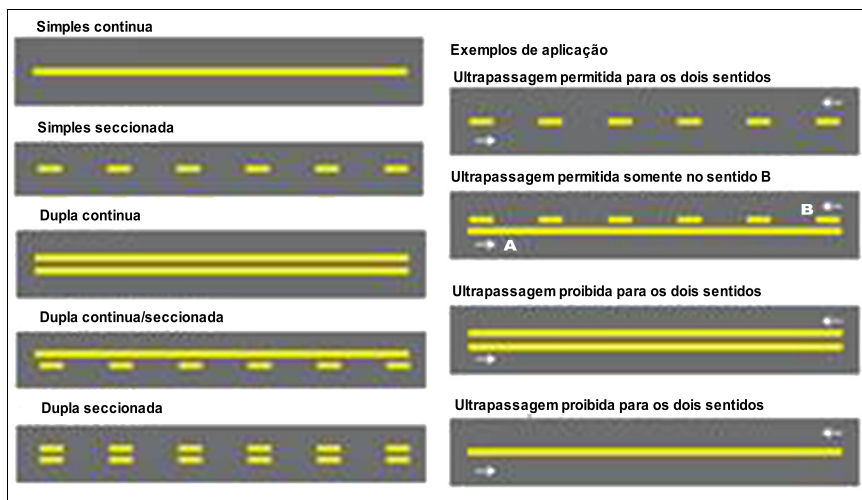 Simples continua
Simples seccionada
Dupla continua
Dupla continua/seccionada
Dupla seccionada
Exemplos de aplicação
Ultrapassagem permitida para os dois sentidos
Ultrapassagem permitida somente no sentido B
B
A
Ultrapassagem proibida para os dois sentidos
Ultrapassagem proibida para os dois sentidos